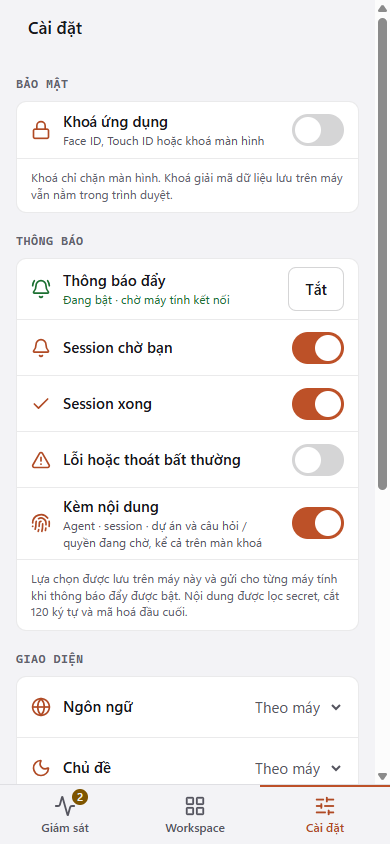 Cài đặt
BẢO MẬT
Khoá ứng dụng
Face ID, Touch ID hoặc khoá màn hình
Khoá chỉ chặn màn hình. Khoá giải mã dữ liệu lưu trên máy
vẫn nằm trong trình duyệt.
THÔNG BÁO
Thông báo đẩy
Đang bật · chờ máy tính kết nối
Tắt
Session chờ bạn
Session xong
Lỗi hoặc thoát bất thường
Kèm nội dung
Agent · session · dự án và câu hỏi /
quyền đang chờ, kể cả trên màn khoá
Lựa chọn được lưu trên máy này và gửi cho từng máy tính
khi thông báo đẩy được bật. Nội dung được lọc secret, cắt
120 ký tự và mã hoá đầu cuối.
GIAO DIỆN
Ngôn ngữ
Theo máy
Chủ đề
Theo máy
2
Giám sát
Workspace
Cài đặt